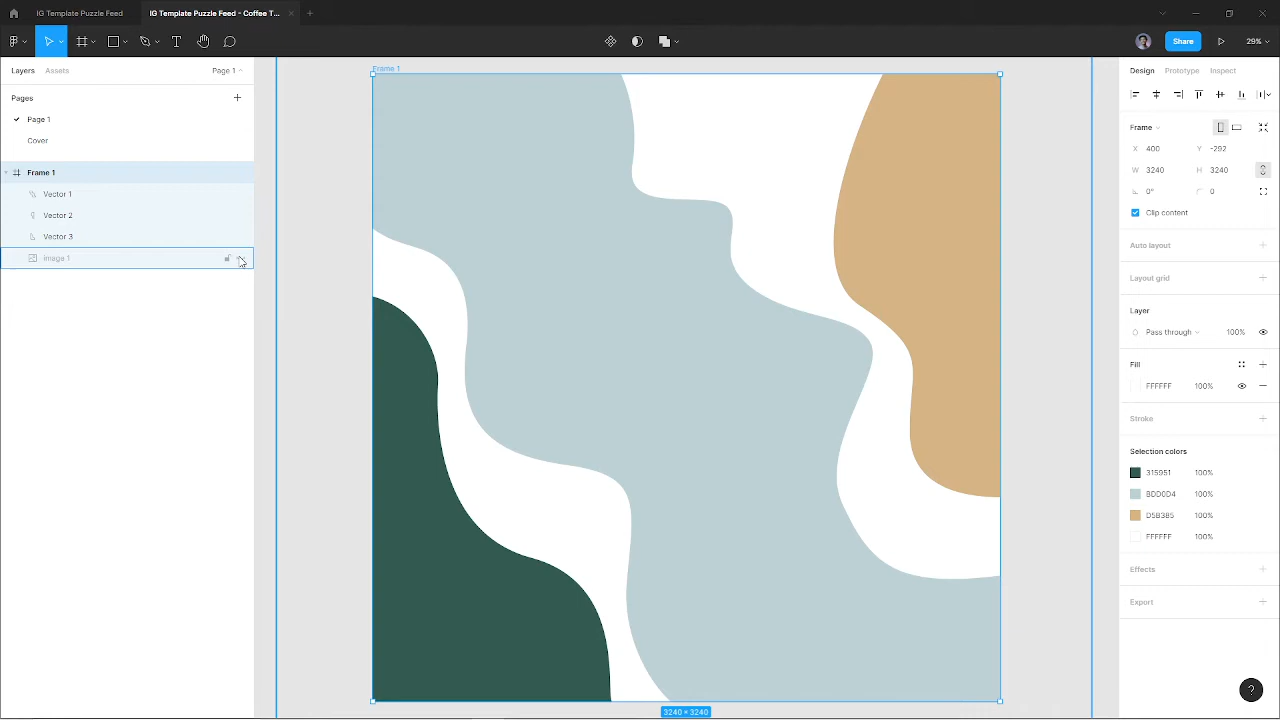 IG Template Puzzle Feed
IG Template Puzzle Feed - Coffee T...
Share
29%
Layers
Assets
Page 1
Pages
Page 1
Cover
Frame 1
Vector 1
Vector 2
Vector 3
image 1
Frame 1
3240 × 3240
Design
Prototype
Inspect
Frame
X 400
Y -292
W 3240
H 3240
0°
0
Clip content
Auto layout
Layout grid
Layer
Pass through
100%
Fill
FFFFFF 100%
Stroke
Selection colors
315951 100%
BDD0D4 100%
D5B385 100%
FFFFFF 100%
Effects
Export
?